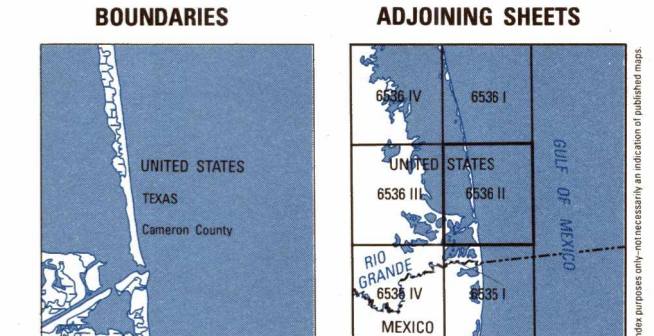 BOUNDARIES
UNITED STATES
TEXAS
Cameron County
ADJOINING SHEETS
6536 IV
6536 I
UNITED STATES
6536 III
6536 II
GULF OF MEXICO
RIO
GRANDE
6535 IV
6535 I
MEXICO
ndex purposes only–not necessarily an indication of published maps.